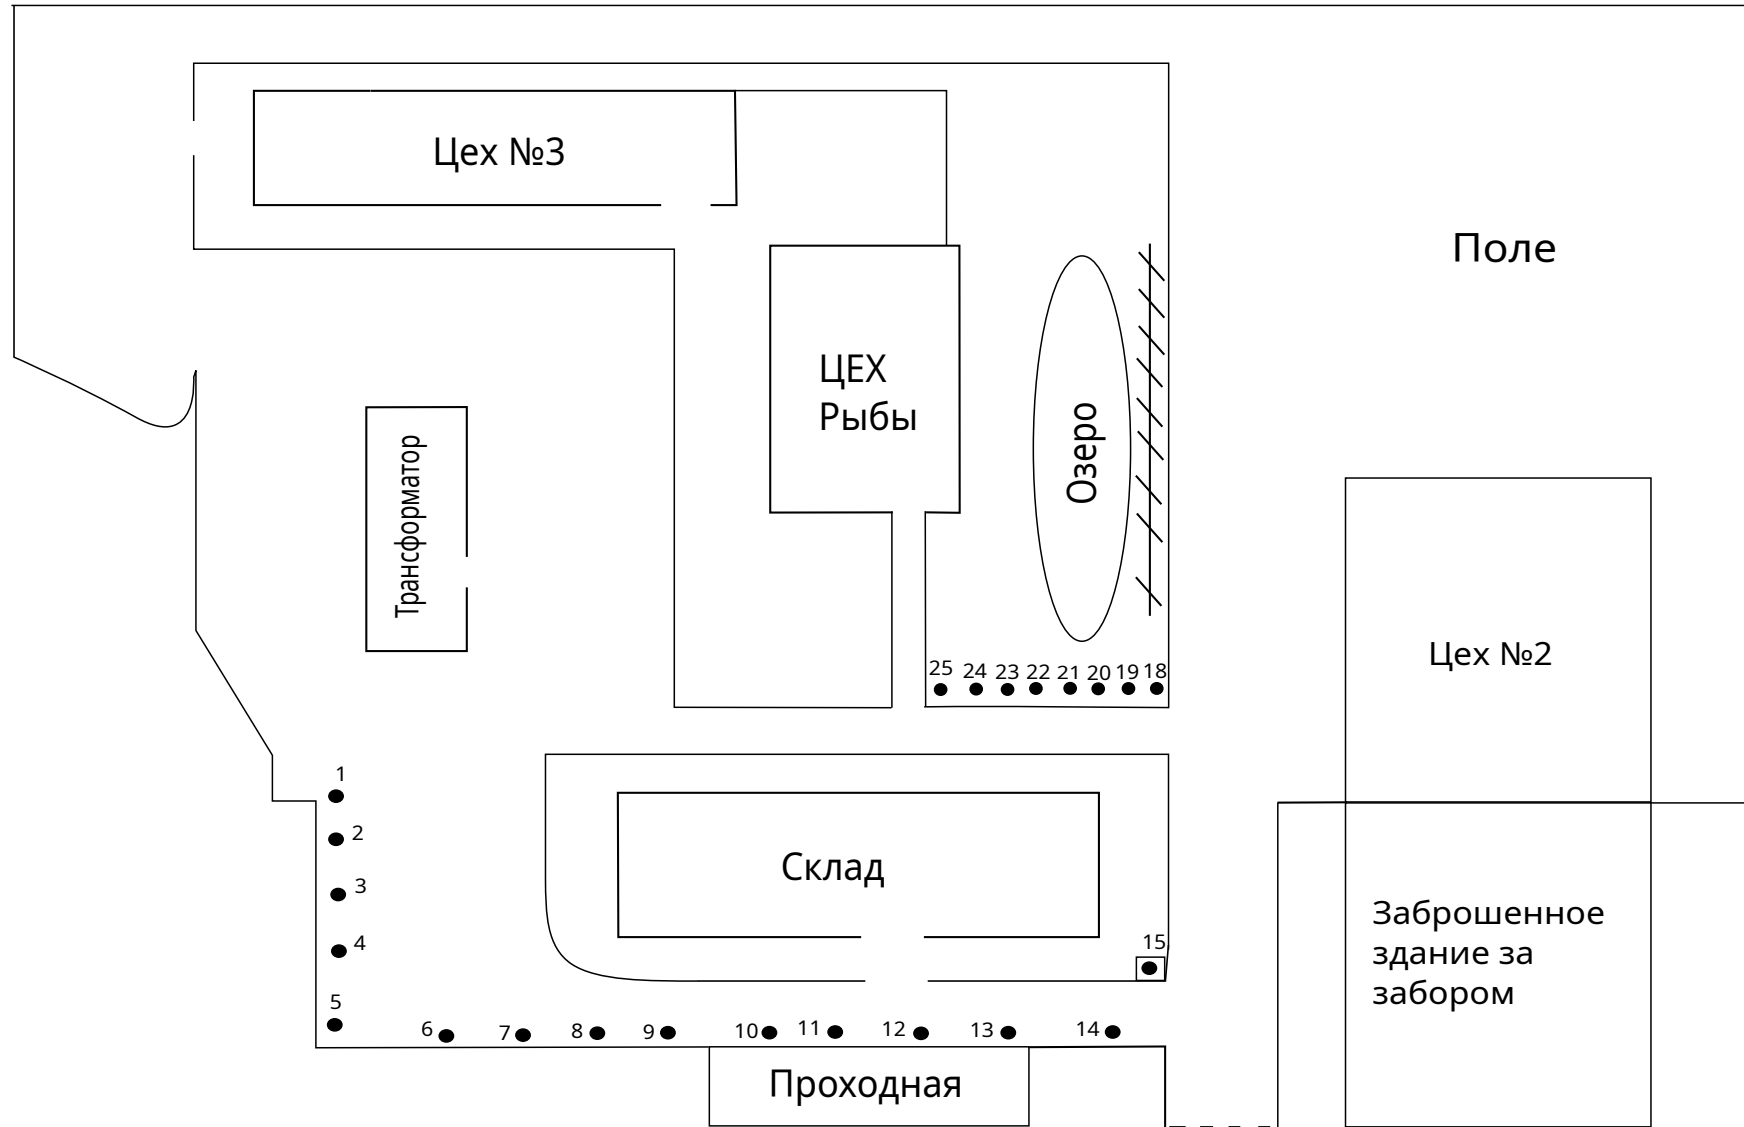 Цех №3
Поле
ЦЕХ
Рыбы
Озеро
Трансформатор
Цех №2
25 24 23 22 21 20 19 18
1
2
3
4
5
Склад
15
Заброшенное
здание за
забором
6 7 8 9 10 11 12 13 14
Проходная